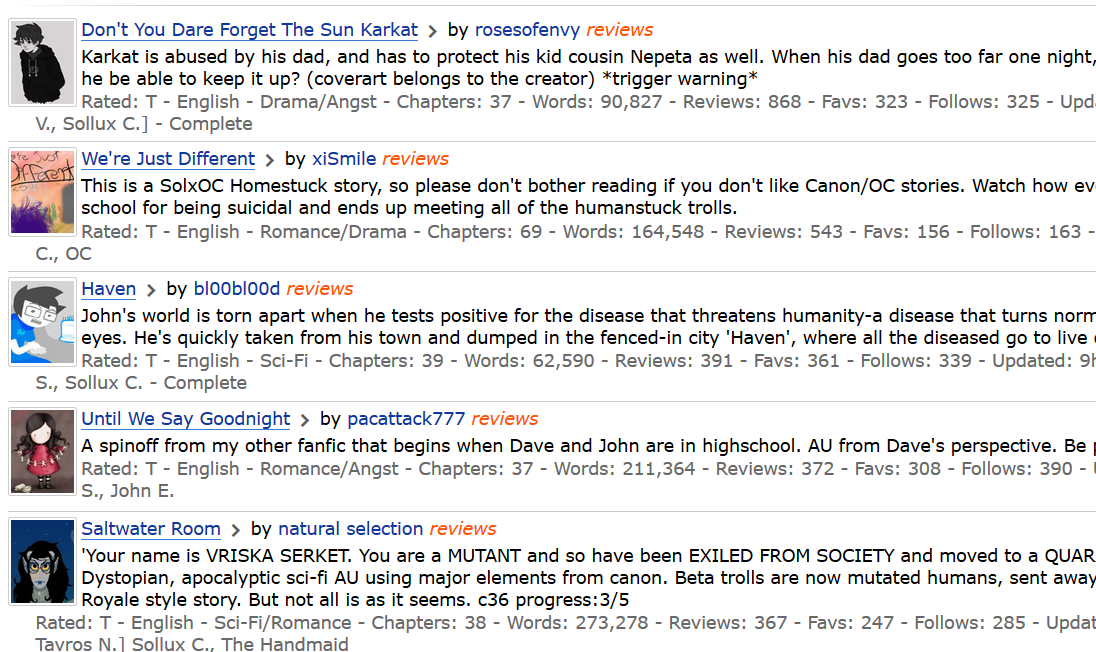 Don't You Dare Forget The Sun Karkat > by rosesofenvy reviews
Karkat is abused by his dad, and has to protect his kid cousin Nepeta as well. When his dad goes too far one night,
he be able to keep it up? (coverart belongs to the creator) *trigger warning*
Rated: T - English - Drama/Angst - Chapters: 37 - Words: 90,827 - Reviews: 868 - Favs: 323 - Follows: 325 - Upd
V., Sollux C.] - Complete
We're Just Different > by xiSmile reviews
This is a SolxOC Homestuck story, so please don't bother reading if you don't like Canon/OC stories. Watch how ev
school for being suicidal and ends up meeting all of the humanstuck trolls.
Rated: T - English - Romance/Drama - Chapters: 69 - Words: 164,548 - Reviews: 543 - Favs: 156 - Follows: 163 -
C., OC
Haven > by bl00bl00d reviews
John's world is torn apart when he tests positive for the disease that threatens humanity-a disease that turns norm
eyes. He's quickly taken from his town and dumped in the fenced-in city 'Haven', where all the diseased go to live
Rated: T - English - Sci-Fi - Chapters: 39 - Words: 62,590 - Reviews: 391 - Favs: 361 - Follows: 339 - Updated: 9h
S., Sollux C. - Complete
Until We Say Goodnight > by pacattack777 reviews
A spinoff from my other fanfic that begins when Dave and John are in highschool. AU from Dave's perspective. Be
Rated: T - English - Romance/Angst - Chapters: 37 - Words: 211,364 - Reviews: 372 - Favs: 308 - Follows: 390 -
S., John E.
Saltwater Room > by natural selection reviews
'Your name is VRISKA SERKET. You are a MUTANT and so have been EXILED FROM SOCIETY and moved to a QUAR
Dystopian, apocalyptic sci-fi AU using major elements from canon. Beta trolls are now mutated humans, sent away
Royale style story. But not all is as it seems. c36 progress:3/5
Rated: T - English - Sci-Fi/Romance - Chapters: 38 - Words: 273,278 - Reviews: 367 - Favs: 247 - Follows: 285 - Updat
Tavros N.] Sollux C., The Handmaid